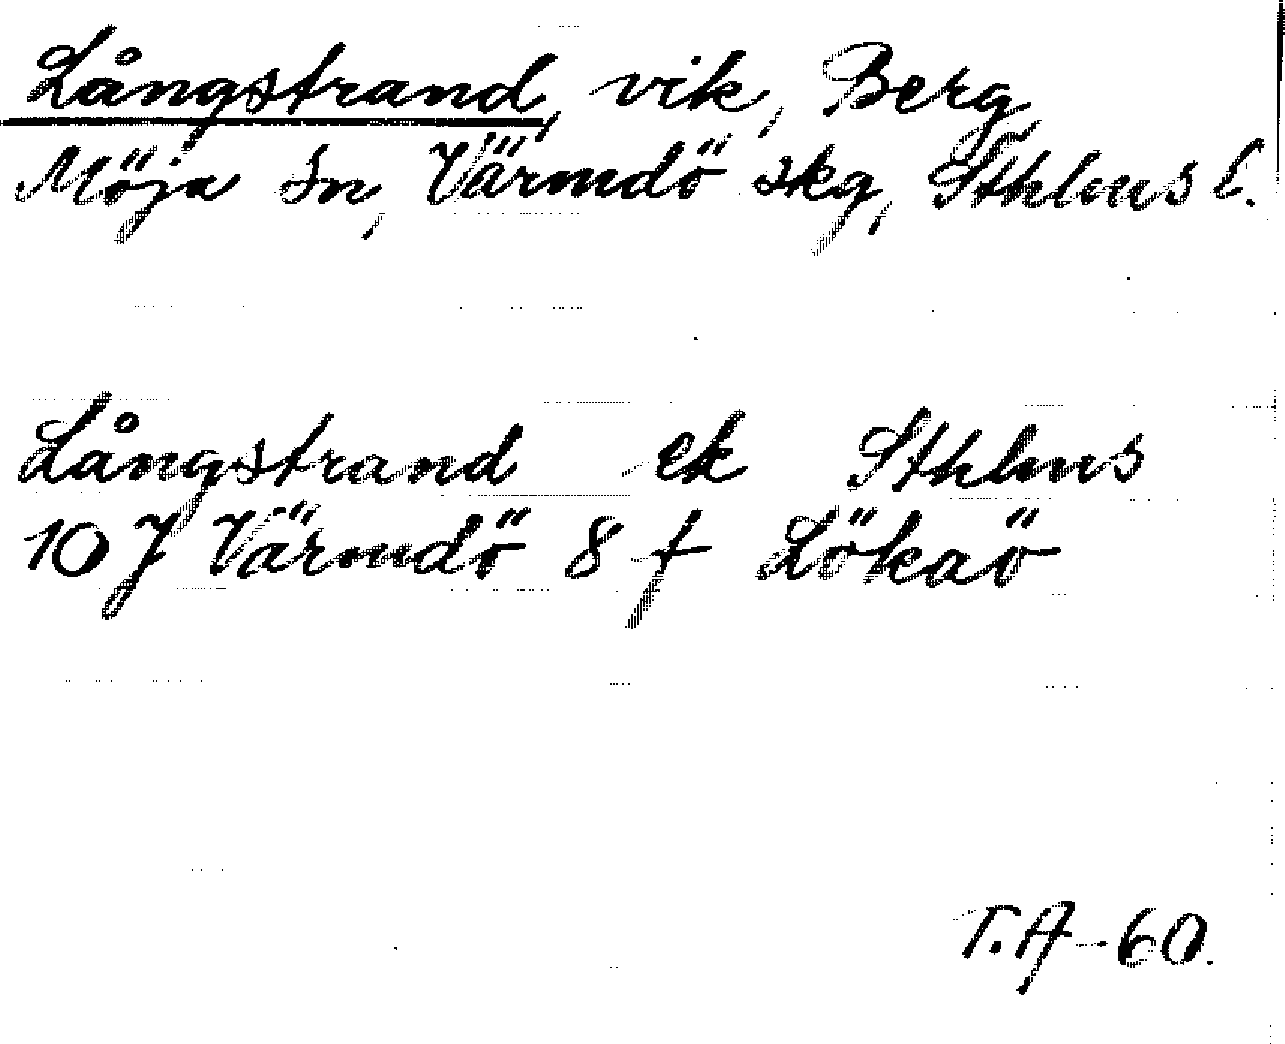 Långstrand, vik, Berg,
Möja sn, Värmdö skg, Sthlms l.
Långstrand ek Sthlms
10 J Värmdö 8 f Lökaö
T.A-60.